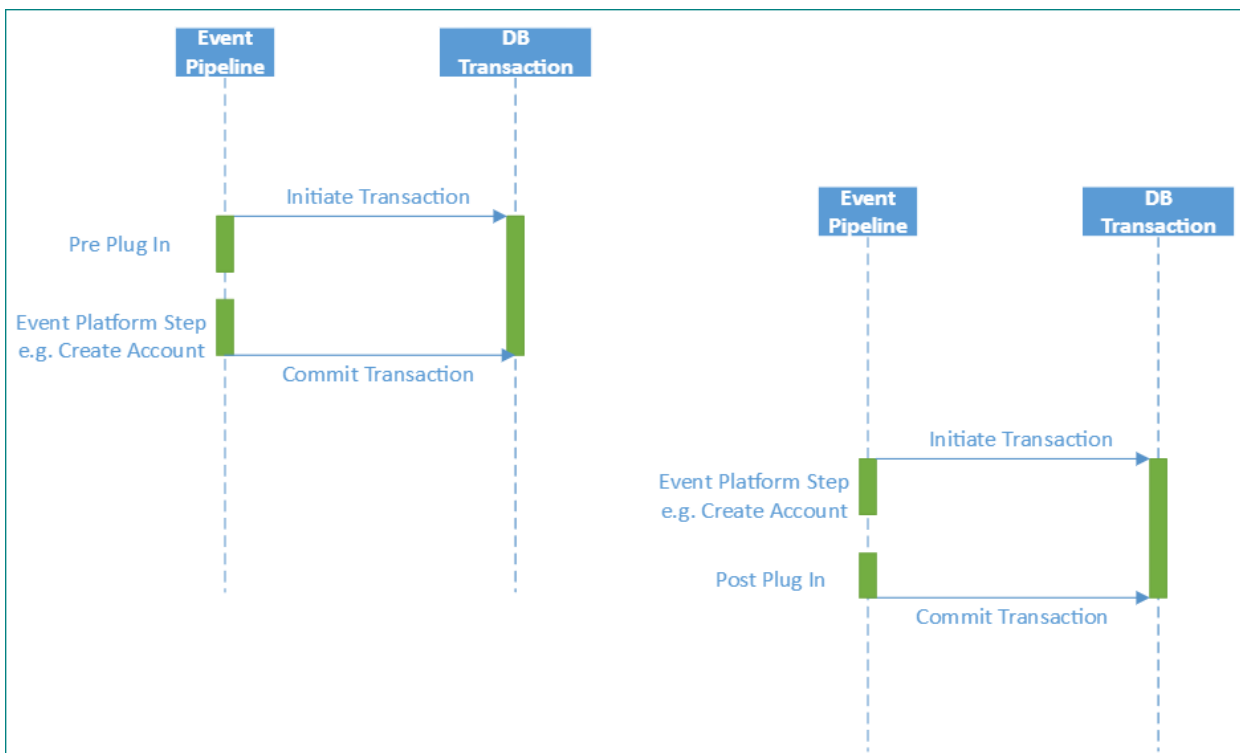 Event
Pipeline
DB
Transaction
Initiate Transaction
Pre Plug In
Event Platform Step
e.g. Create Account
Commit Transaction
Event
Pipeline
DB
Transaction
Initiate Transaction
Event Platform Step
e.g. Create Account
Post Plug In
Commit Transaction